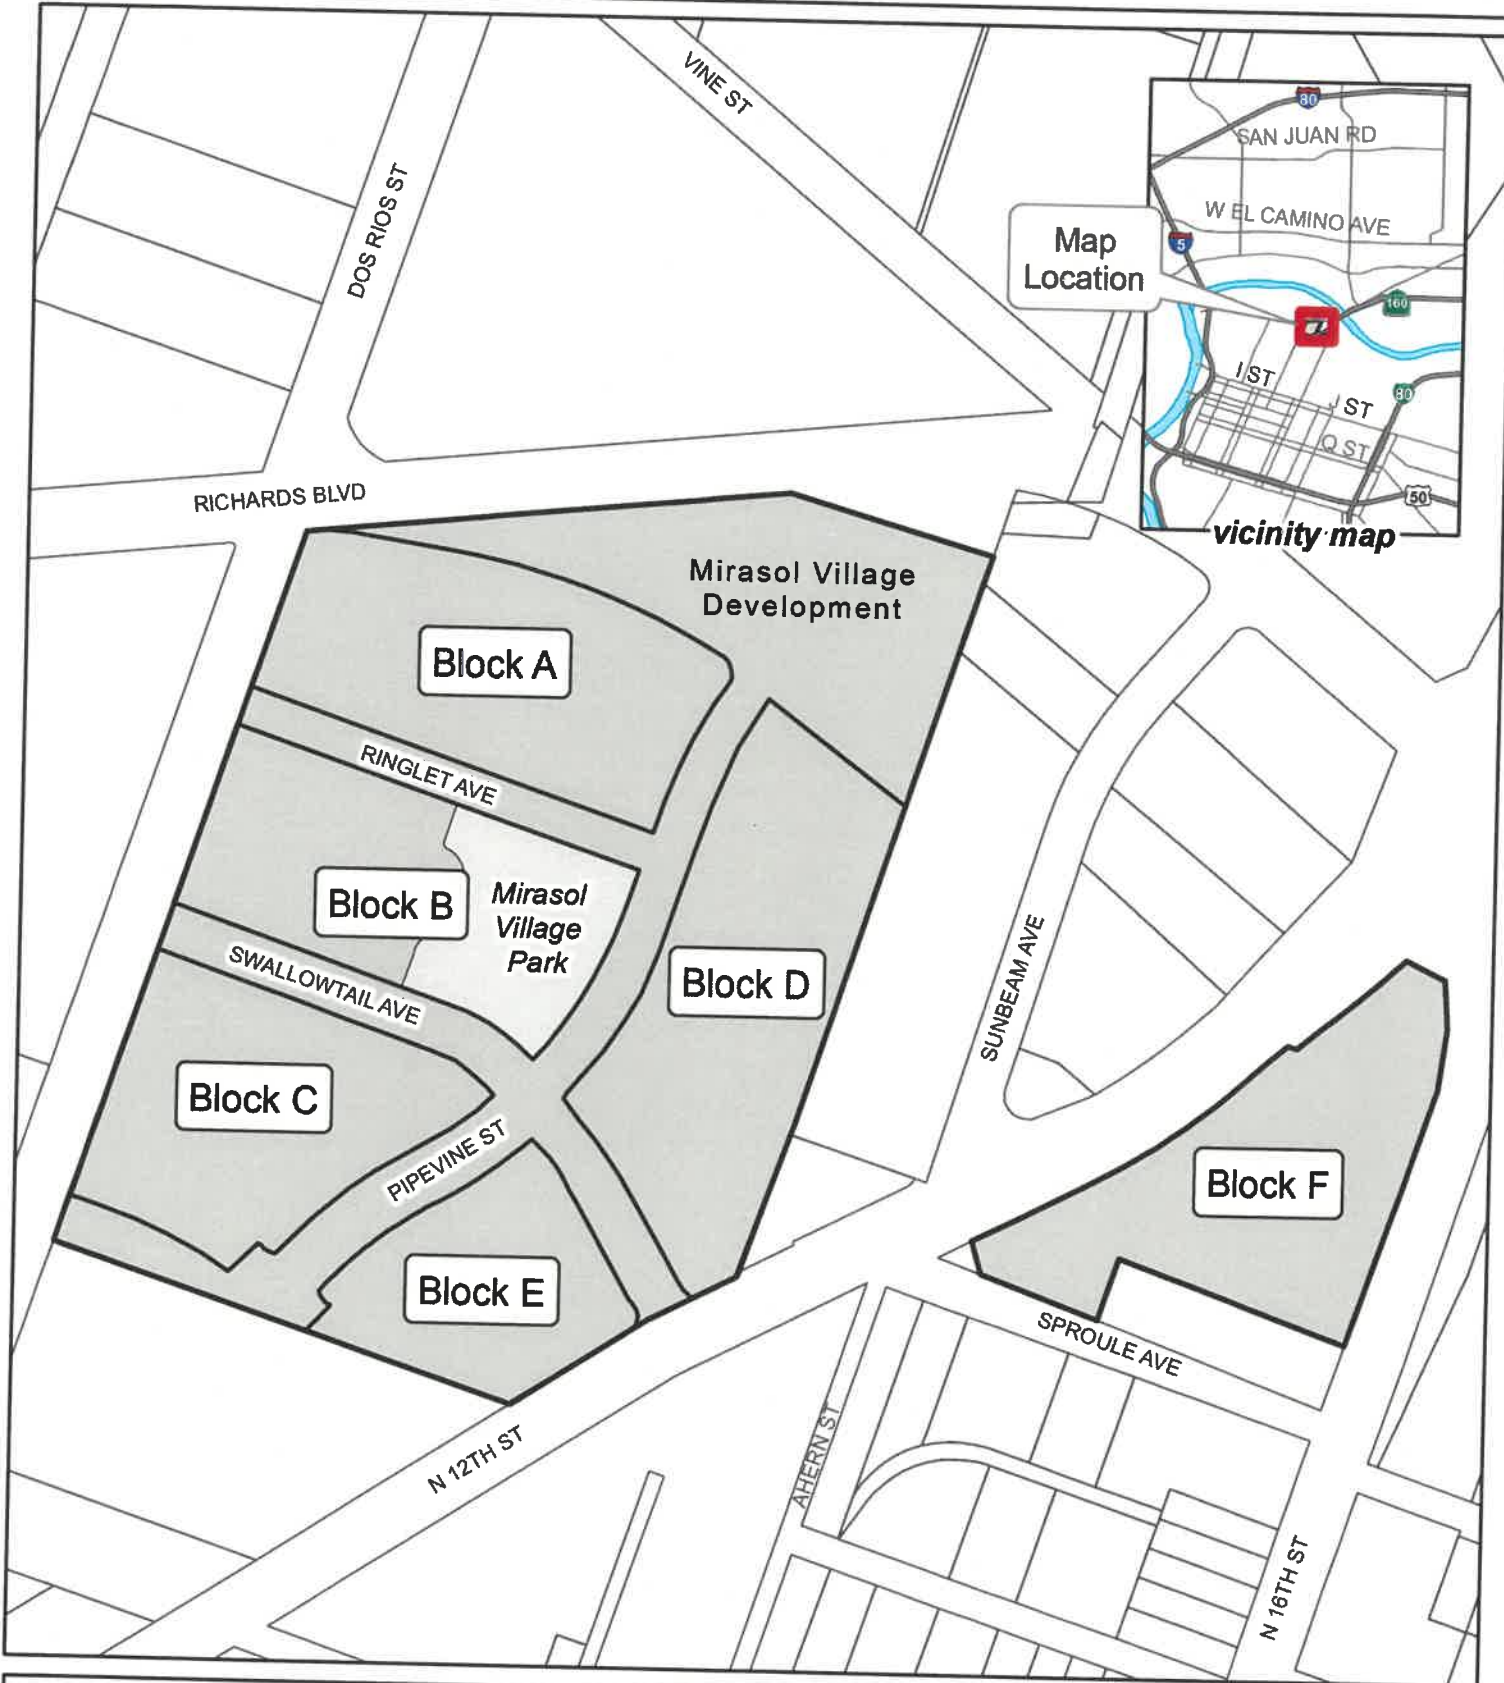 VINE ST
DOS RIOS ST
80
SAN JUAN RD
W EL CAMINO AVE
5
Map
Location
160
I ST
J ST
80
Q ST
50
vicinity map
RICHARDS BLVD
Mirasol Village
Development
Block A
RINGLET AVE
Block B
Mirasol
Village
Park
SWALLOWTAIL AVE
Block D
SUNBEAM AVE
Block C
PIPEVINE ST
Block F
Block E
SPROULE AVE
N 12TH ST
AHERN ST
N 16TH ST